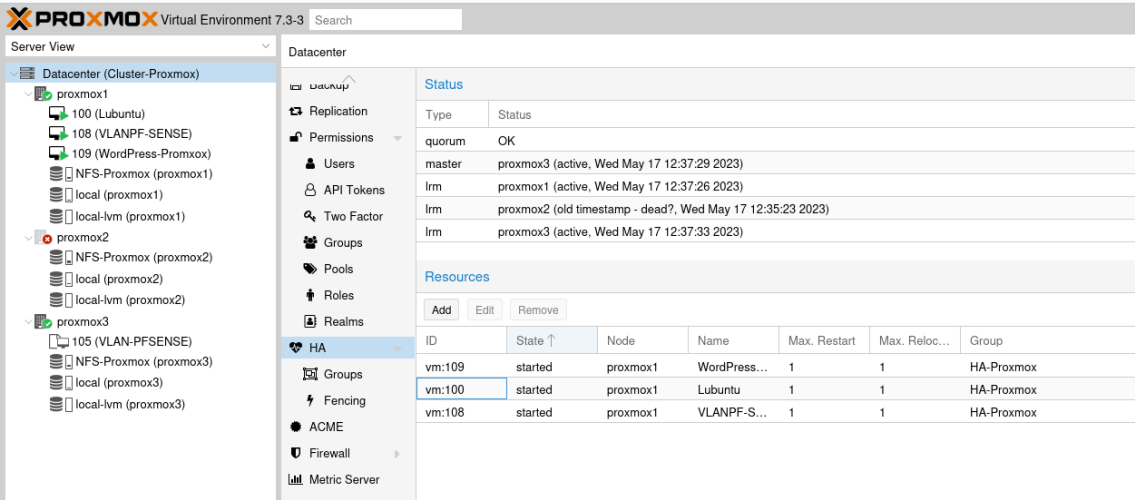 PROXMOX Virtual Environment 7.3-3 Search
Server View
Datacenter (Cluster-Proxmox)
proxmox1
100 (Lubuntu)
108 (VLANPF-SENSE)
109 (WordPress-Promxox)
NFS-Proxmox (proxmox1)
local (proxmox1)
local-lvm (proxmox1)
proxmox2
NFS-Proxmox (proxmox2)
local (proxmox2)
local-lvm (proxmox2)
proxmox3
105 (VLAN-PFSENSE)
NFS-Proxmox (proxmox3)
local (proxmox3)
local-lvm (proxmox3)
Datacenter
Backup
Replication
Permissions
Users
API Tokens
Two Factor
Groups
Pools
Roles
Realms
HA
Groups
Fencing
ACME
Firewall
Metric Server
Status
Type Status
quorum OK
master proxmox3 (active, Wed May 17 12:37:29 2023)
lrm proxmox1 (active, Wed May 17 12:37:26 2023)
lrm proxmox2 (old timestamp - dead?, Wed May 17 12:35:23 2023)
lrm proxmox3 (active, Wed May 17 12:37:33 2023)
Resources
Add Edit Remove
ID State ↑ Node Name Max. Restart Max. Reloc... Group
vm:109 started proxmox1 WordPress... 1 1 HA-Proxmox
vm:100 started proxmox1 Lubuntu 1 1 HA-Proxmox
vm:108 started proxmox1 VLANPF-S... 1 1 HA-Proxmox